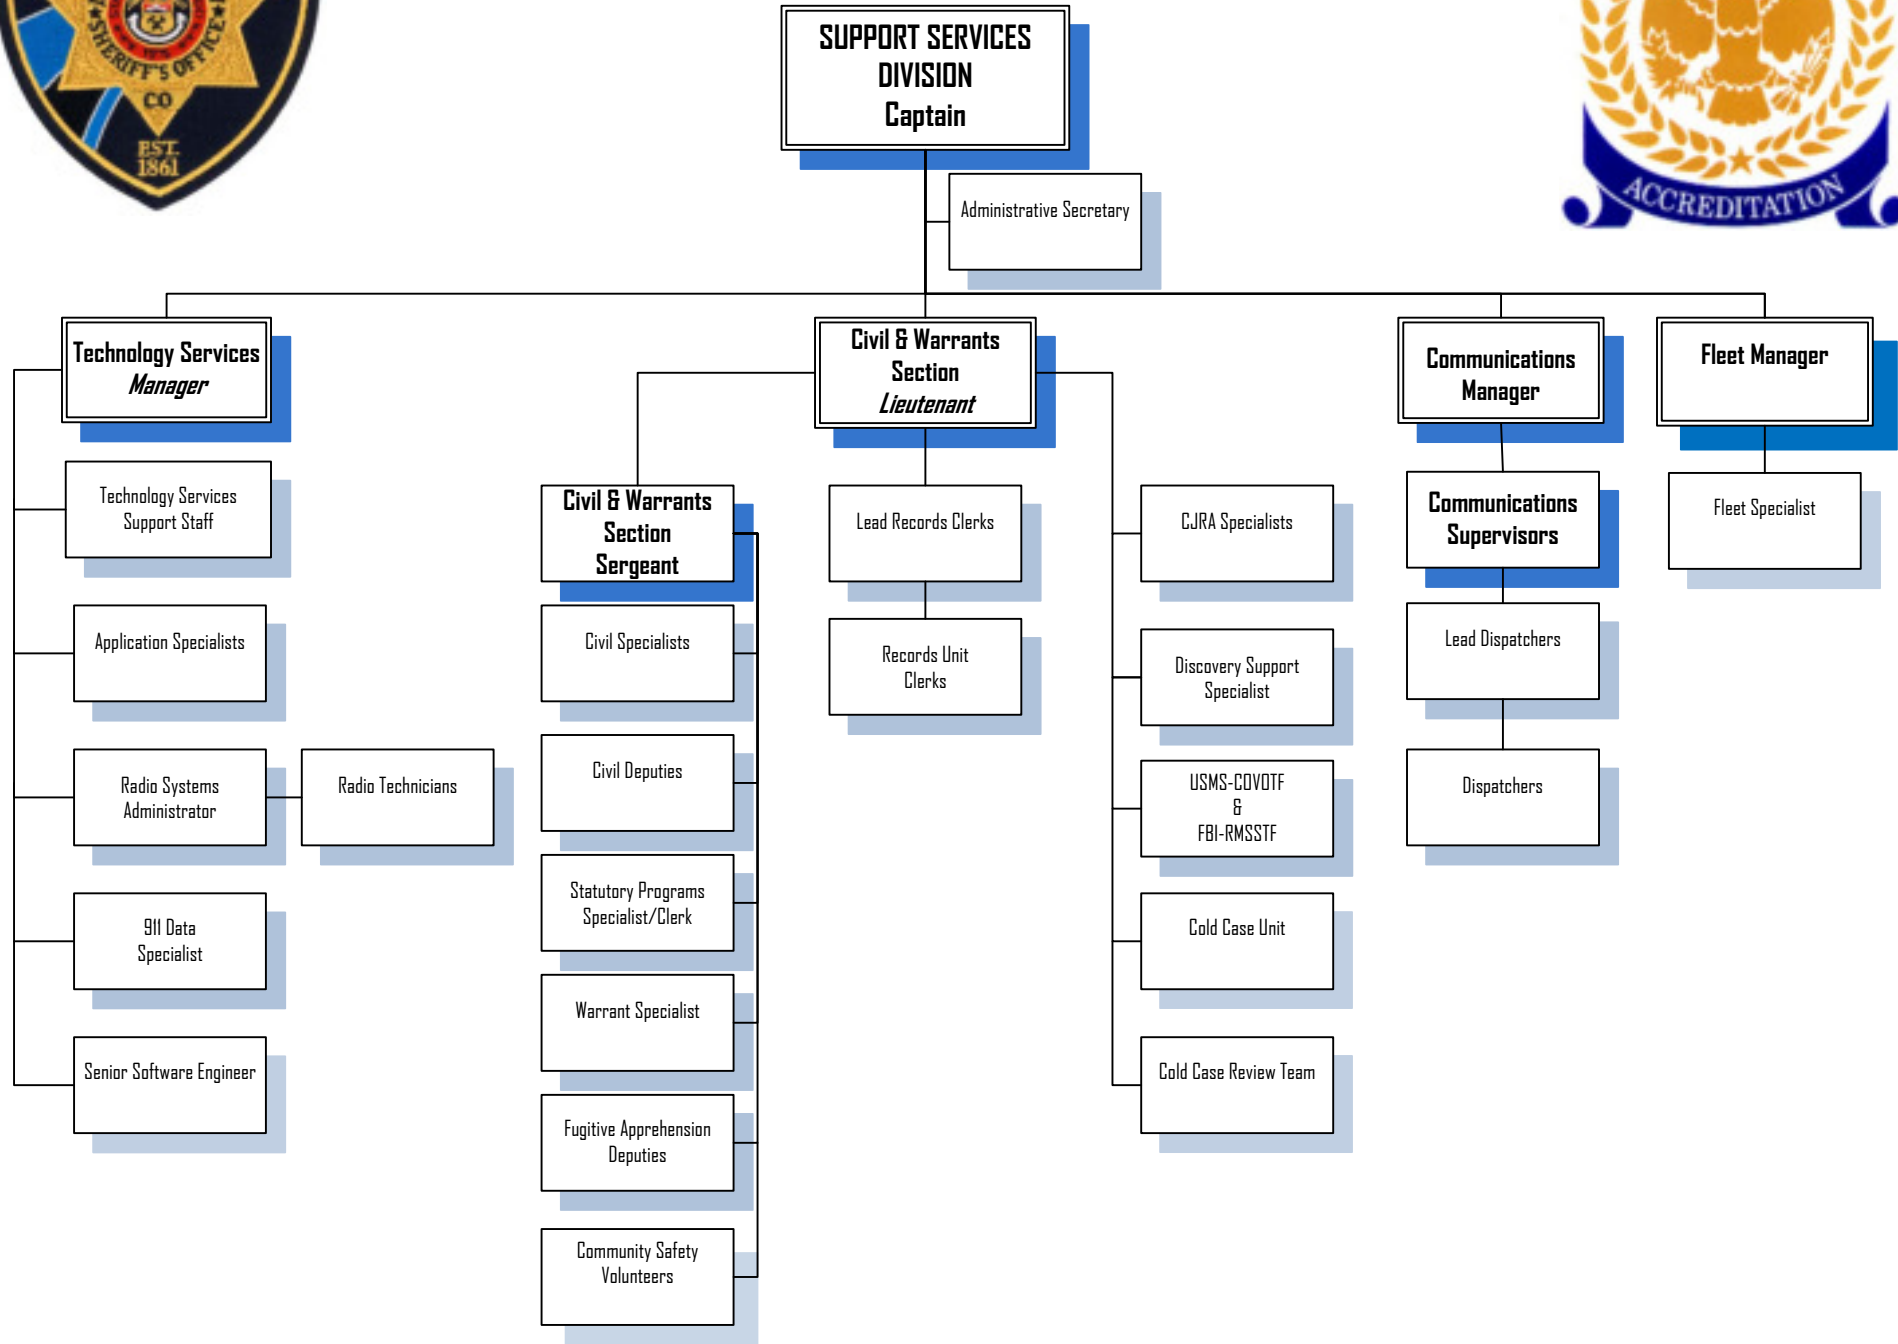 SHERIFF'S OFFICE
CO
EST.
1861
ACCREDITATION
SUPPORT SERVICES
DIVISION
Captain
Administrative Secretary
Technology Services
Manager
Technology Services
Support Staff
Application Specialists
Radio Systems
Administrator
Radio Technicians
911 Data
Specialist
Senior Software Engineer
Civil & Warrants
Section
Lieutenant
Civil & Warrants
Section
Sergeant
Civil Specialists
Civil Deputies
Statutory Programs
Specialist/Clerk
Warrant Specialist
Fugitive Apprehension
Deputies
Community Safety
Volunteers
Lead Records Clerks
Records Unit
Clerks
CJRA Specialists
Discovery Support
Specialist
USMS-COVOTF
&
FBI-RMSSTF
Cold Case Unit
Cold Case Review Team
Communications
Manager
Communications
Supervisors
Lead Dispatchers
Dispatchers
Fleet Manager
Fleet Specialist